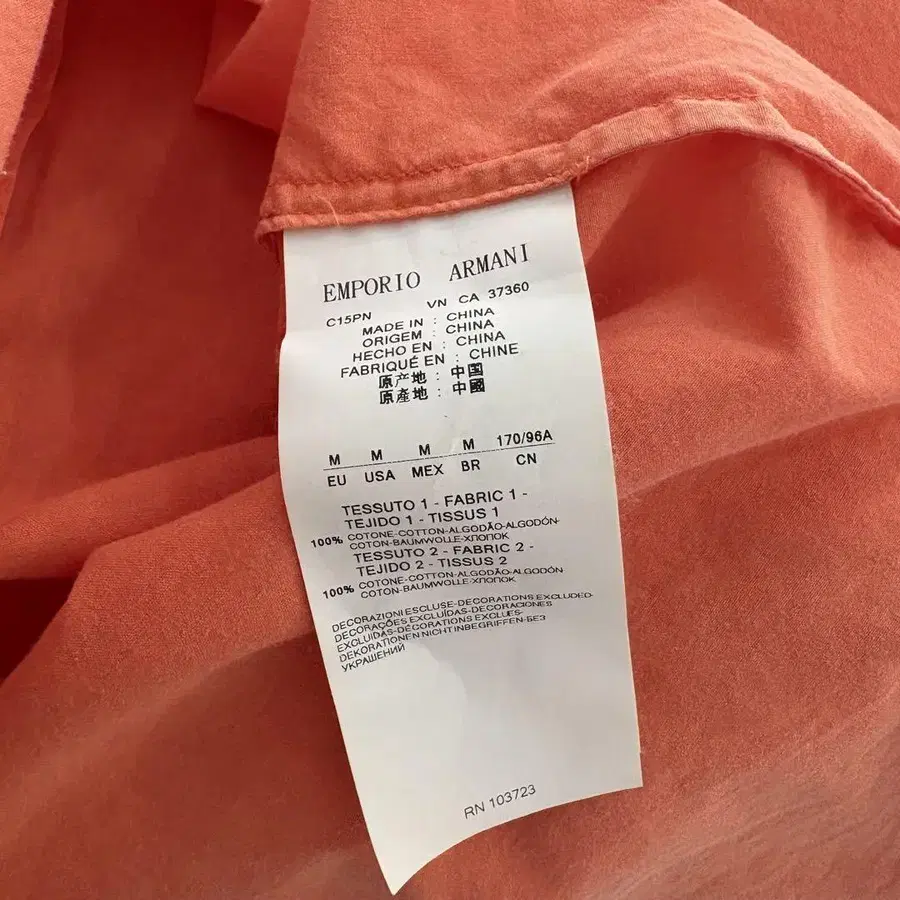 EMPORIO ARMANI
C15PN VN CA 37360
MADE IN : CHINA
ORIGEM : CHINA
HECHO EN : CHINA
FABRIQUÉ EN : CHINE
原产地 : 中国
原產地 : 中國
M M M M 170/96A
EU USA MEX BR CN
TESSUTO 1 - FABRIC 1 -
TEJIDO 1 - TISSUS 1
100% COTONE-COTTON-ALGODÃO-ALGODÓN-
COTON-BAUMWOLLE-ХЛОПОК
TESSUTO 2 - FABRIC 2 -
TEJIDO 2 - TISSUS 2
100% COTONE-COTTON-ALGODÃO-ALGODÓN
COTON-BAUMWOLLE-ХЛОПОК
DECORAZIONI ESCLUSE-DECORATIONS EXCLUDED-
DECORAÇÕES EXCLUÍDAS-DECORACIONES
EXCLUÍDAS-DÉCORATIONS EXCLUES-
DEKORATIONEN NICHT INBEGRIFFEN-БЕЗ
УКРАШЕНИЙ
RN 103723